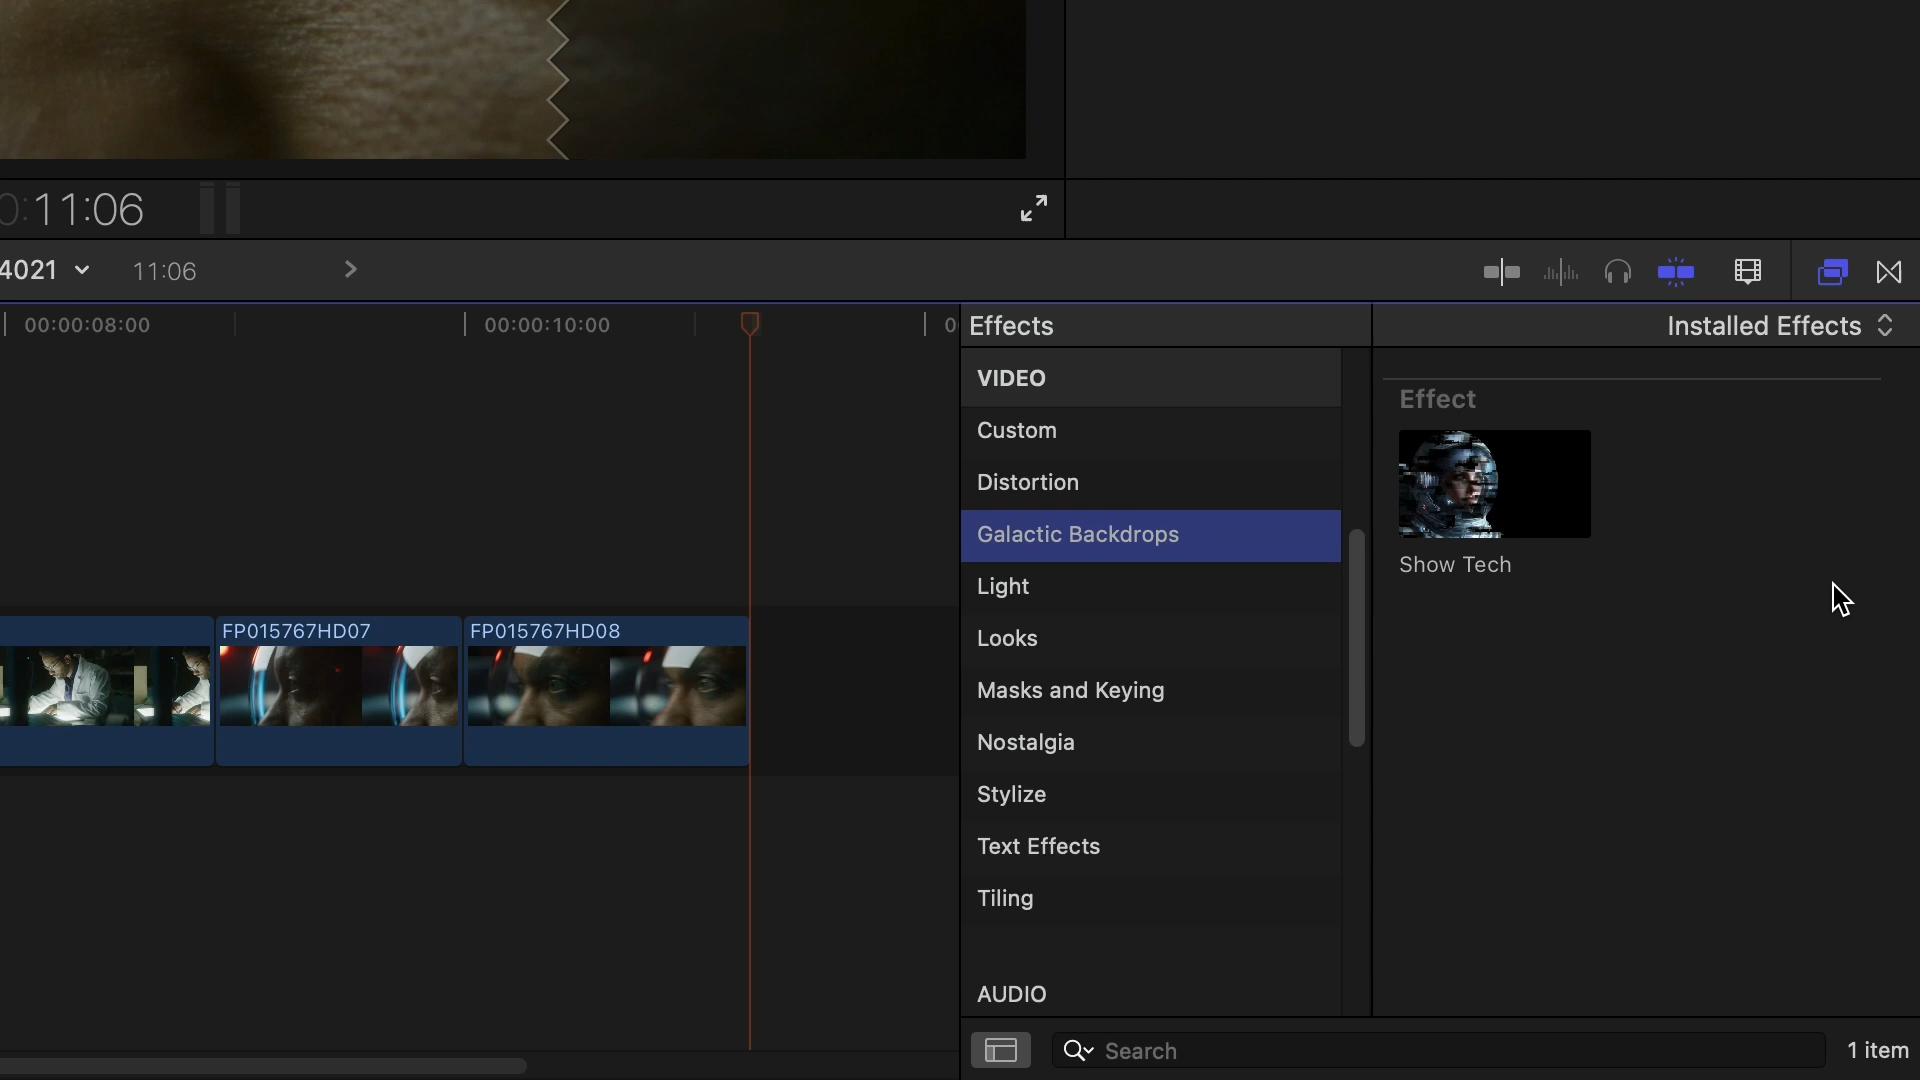 0:11:06
4021
11:06
00:00:08:00
00:00:10:00
Effects
Installed Effects
VIDEO
Custom
Distortion
Galactic Backdrops
Light
Looks
Masks and Keying
Nostalgia
Stylize
Text Effects
Tiling
AUDIO
Effect
Show Tech
FP015767HD07
FP015767HD08
Search
1 item